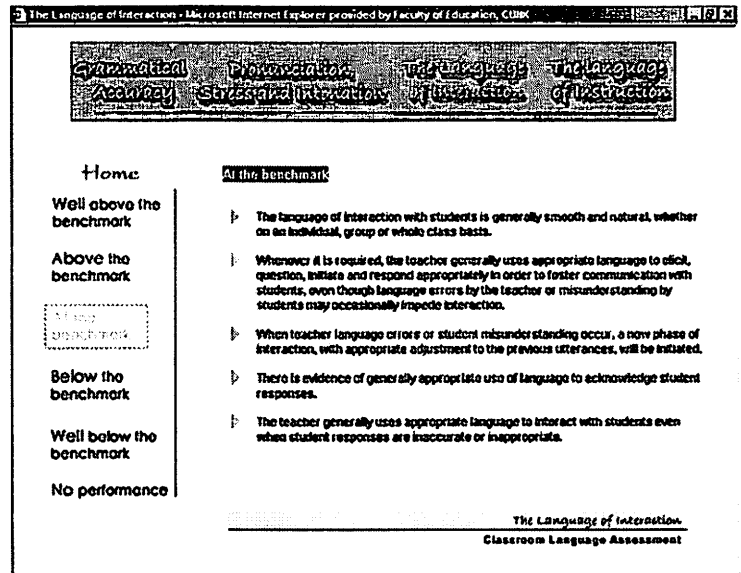 The Language of Interaction - Microsoft Internet Explorer provided by Faculty of Education, CUHK
Grammatical Accuracy
Pronunciation, Stress and Intonation
The Language of Interaction
The Language of Instruction
Home
Well above the
benchmark
Above the
benchmark
At the
benchmark
Below the
benchmark
Well below the
benchmark
No performance
At the benchmark
The language of interaction with students is generally smooth and natural, whether
on an individual, group or whole class basis.
Whenever it is required, the teacher generally uses appropriate language to elicit,
question, initiate and respond appropriately in order to foster communication with
students, even though language errors by the teacher or misunderstanding by
students may occasionally impede interaction.
When teacher language errors or student misunderstanding occur, a new phase of
interaction, with appropriate adjustment to the previous utterances, will be initiated.
There is evidence of generally appropriate use of language to acknowledge student
responses.
The teacher generally uses appropriate language to interact with students even
when student responses are inaccurate or inappropriate.
The Language of Interaction
Classroom Language Assessment